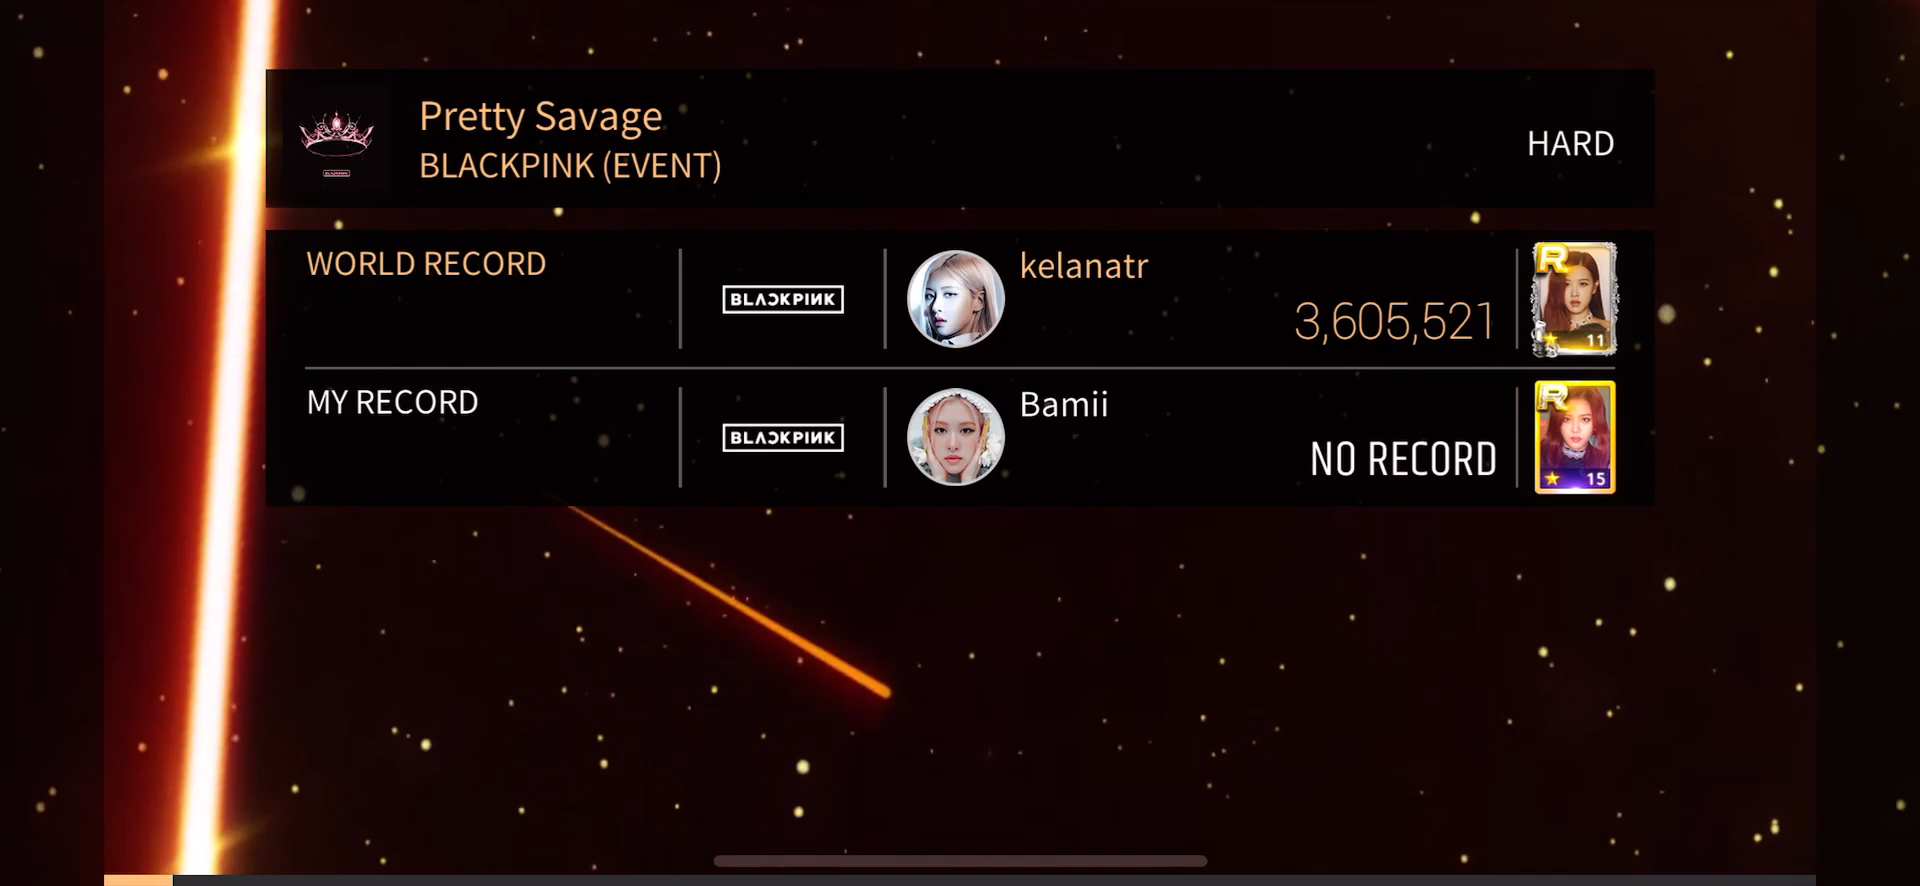 Pretty Savage
BLACKPINK (EVENT)
HARD
WORLD RECORD
BLACKPINK
kelanatr
3,605,521
R
11
MY RECORD
BLACKPINK
Bamii
NO RECORD
R
15